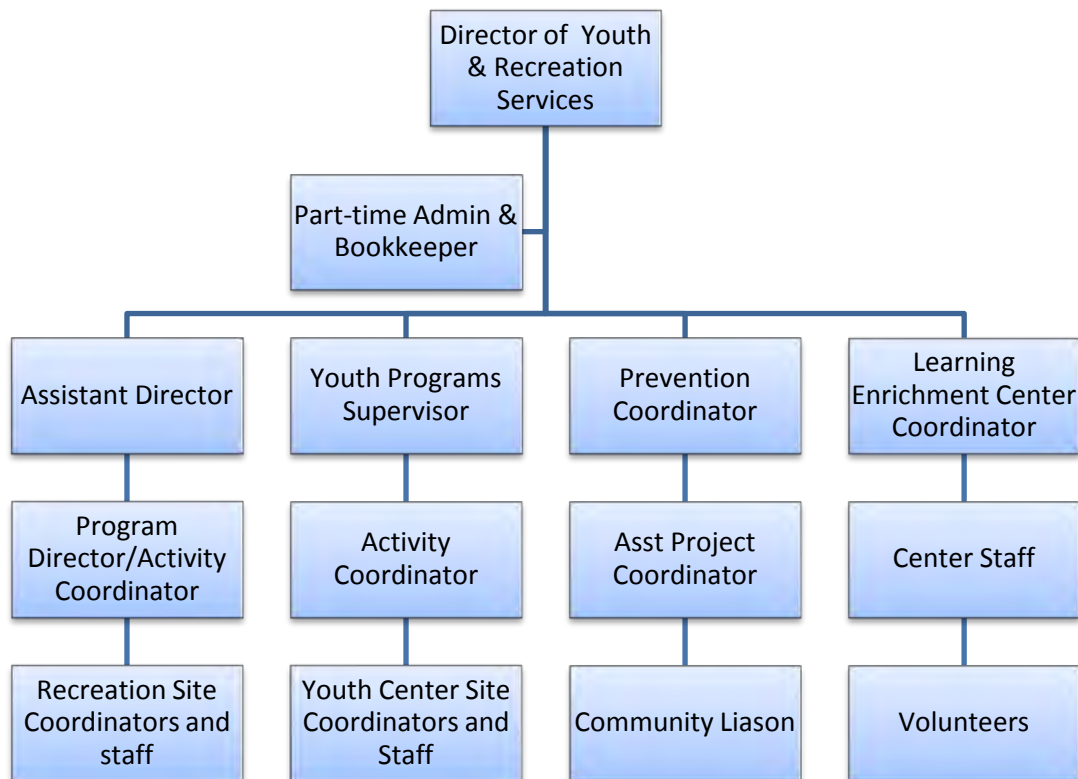 Director of Youth
& Recreation
Services
Part-time Admin &
Bookkeeper
Assistant Director
Youth Programs
Supervisor
Prevention
Coordinator
Learning
Enrichment Center
Coordinator
Program
Director/Activity
Coordinator
Activity
Coordinator
Asst Project
Coordinator
Center Staff
Recreation Site
Coordinators and
staff
Youth Center Site
Coordinators and
Staff
Community Liason
Volunteers